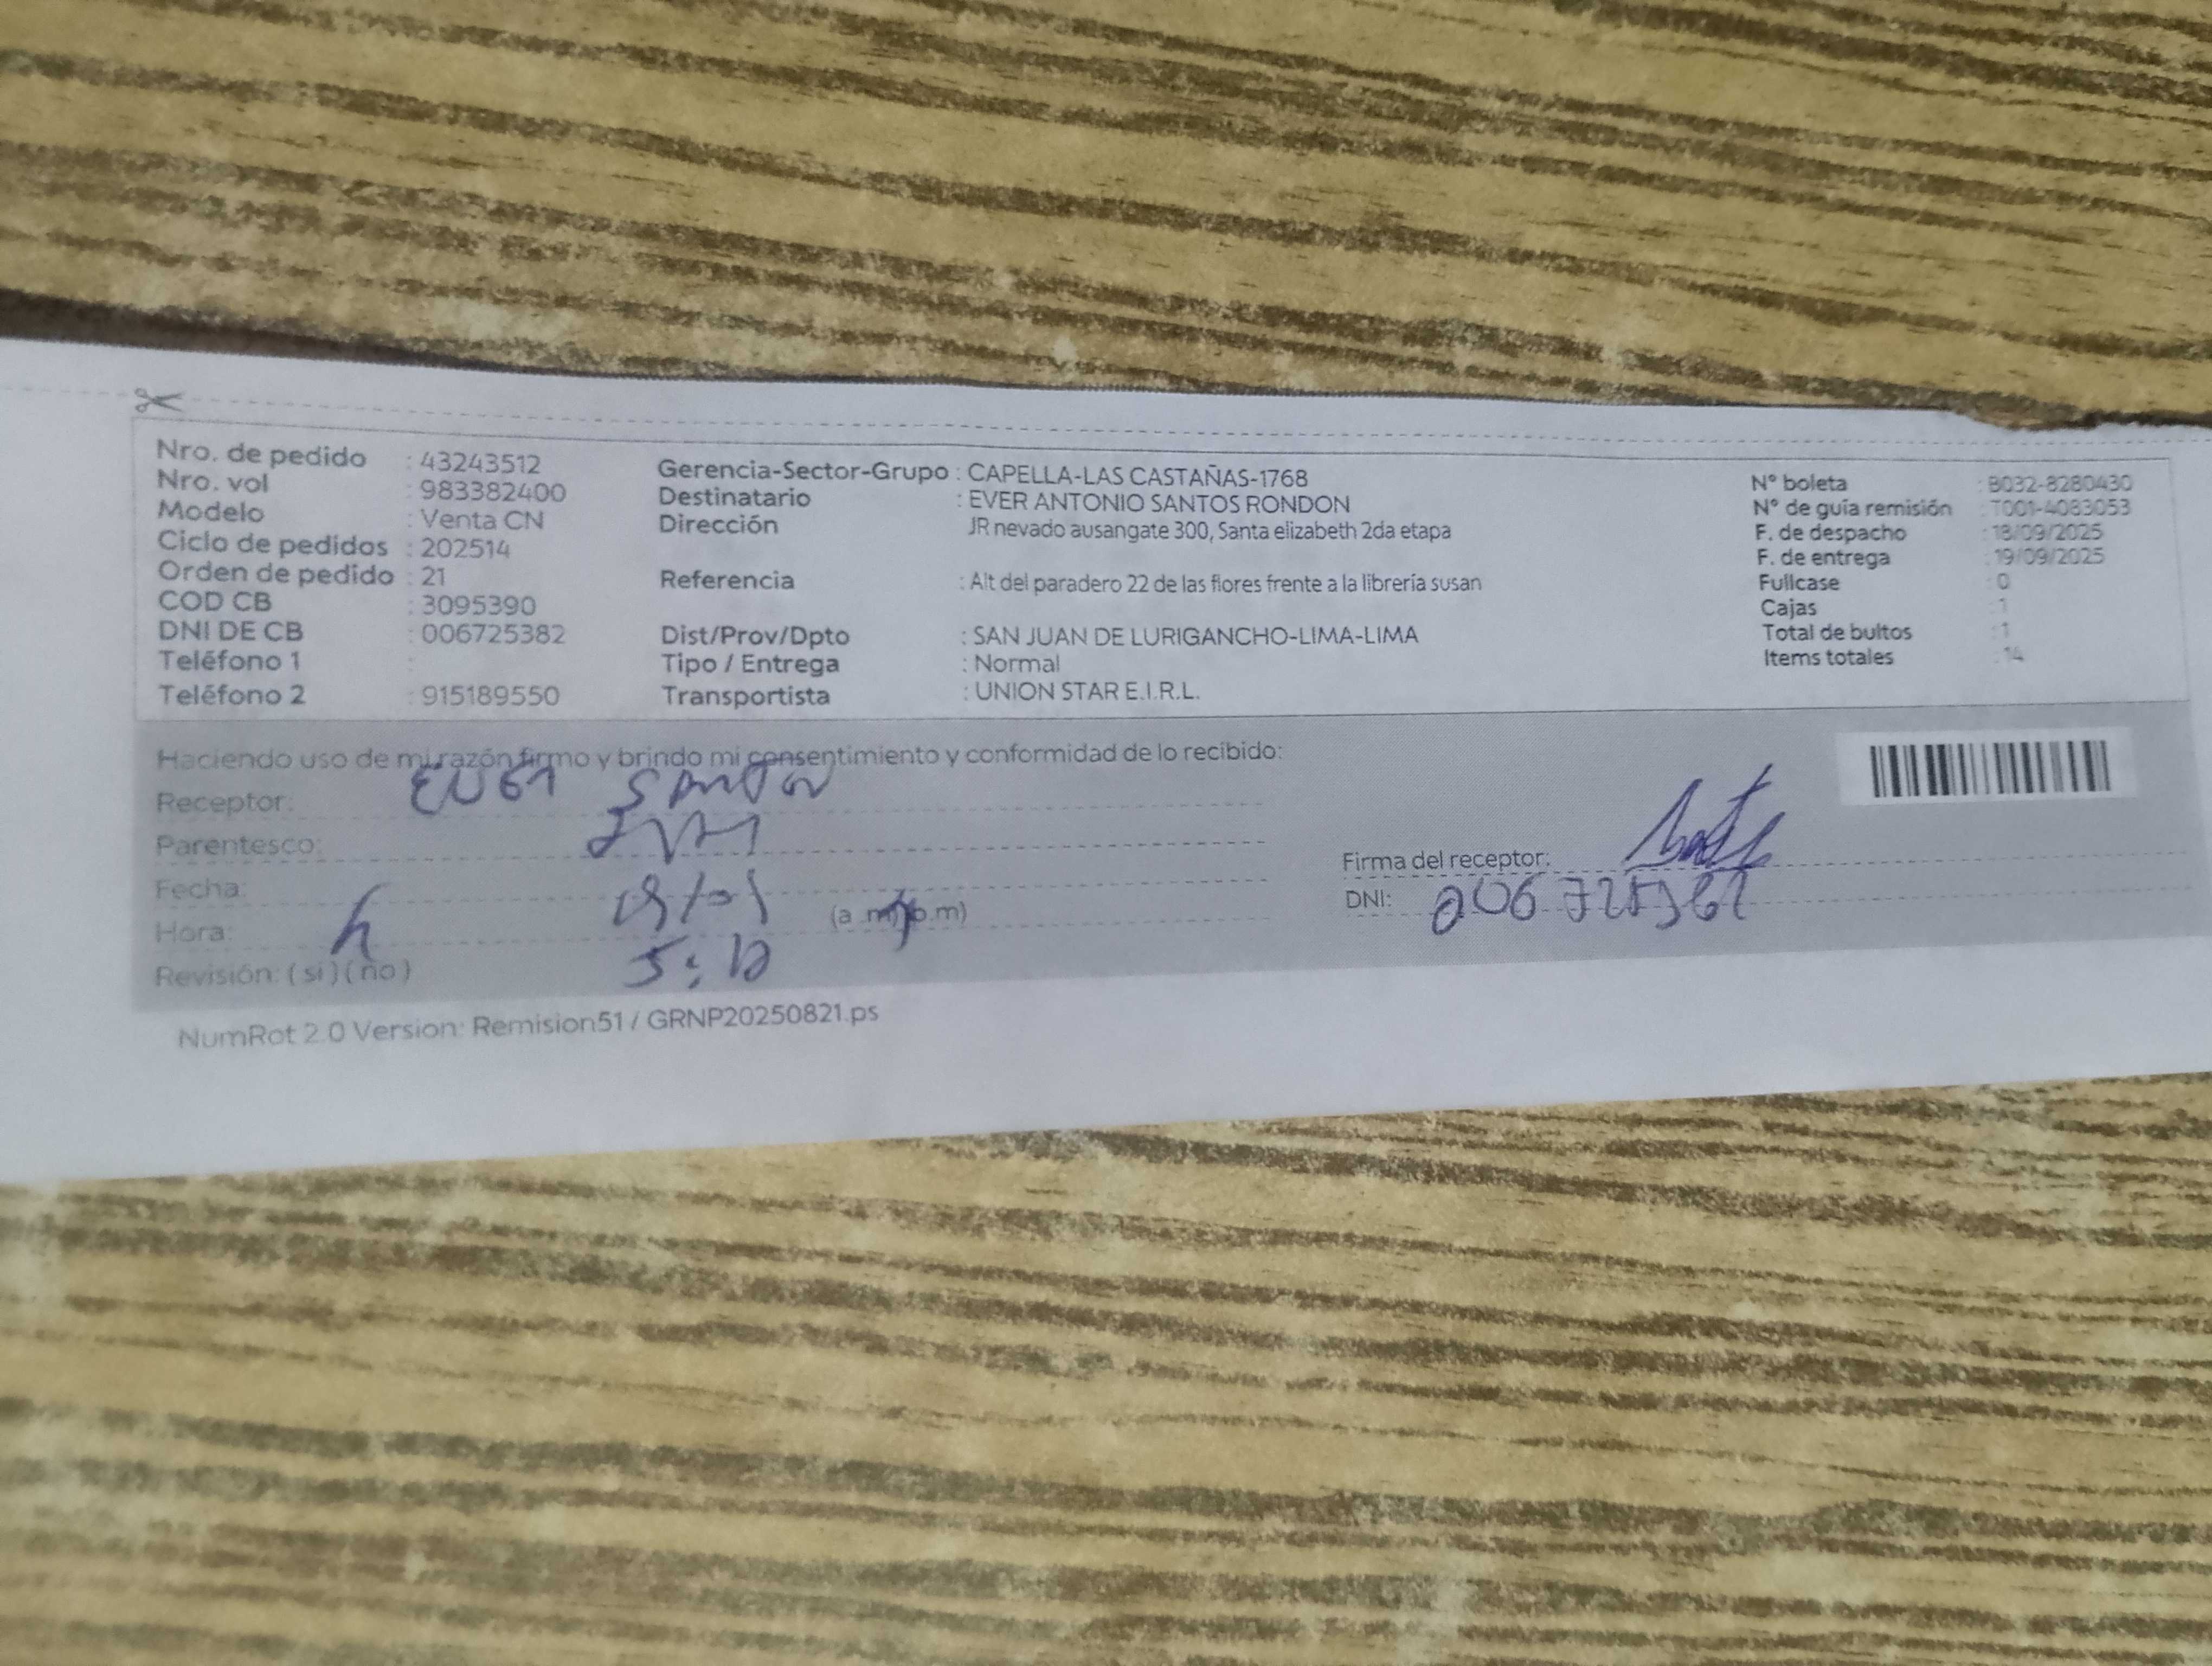 Nro. de pedido : 43243512
Nro. vol : 983382400
Modelo : Venta CN
Ciclo de pedidos : 202514
Orden de pedido : 21
COD CB : 3095390
DNI DE CB : 006725382
Teléfono 1 :
Teléfono 2 : 915189550
Gerencia-Sector-Grupo : CAPELLA-LAS CASTAÑAS-1768
Destinatario : EVER ANTONIO SANTOS RONDON
Dirección JR nevado ausangate 300, Santa elizabeth 2da etapa
Referencia : Alt del paradero 22 de las flores frente a la librería susan
Dist/Prov/Dpto : SAN JUAN DE LURIGANCHO-LIMA-LIMA
Tipo / Entrega : Normal
Transportista : UNION STAR E.I.R.L.
N° boleta : B032-8280430
N° de guía remisión : T001-4083053
F. de despacho : 18/09/2025
F. de entrega : 19/09/2025
Fullcase : 0
Cajas : 1
Total de bultos : 1
Items totales : 14
Haciendo uso de mi razón firmo y brindo mi consentimiento y conformidad de lo recibido:
Receptor: Ever Santos
Parentesco:
Fecha:
Hora: (a.m/p.m)
Revisión: (si) (no)
Firma del receptor:
DNI:
NumRot 2.0 Version: Remision51 / GRNP20250821.ps